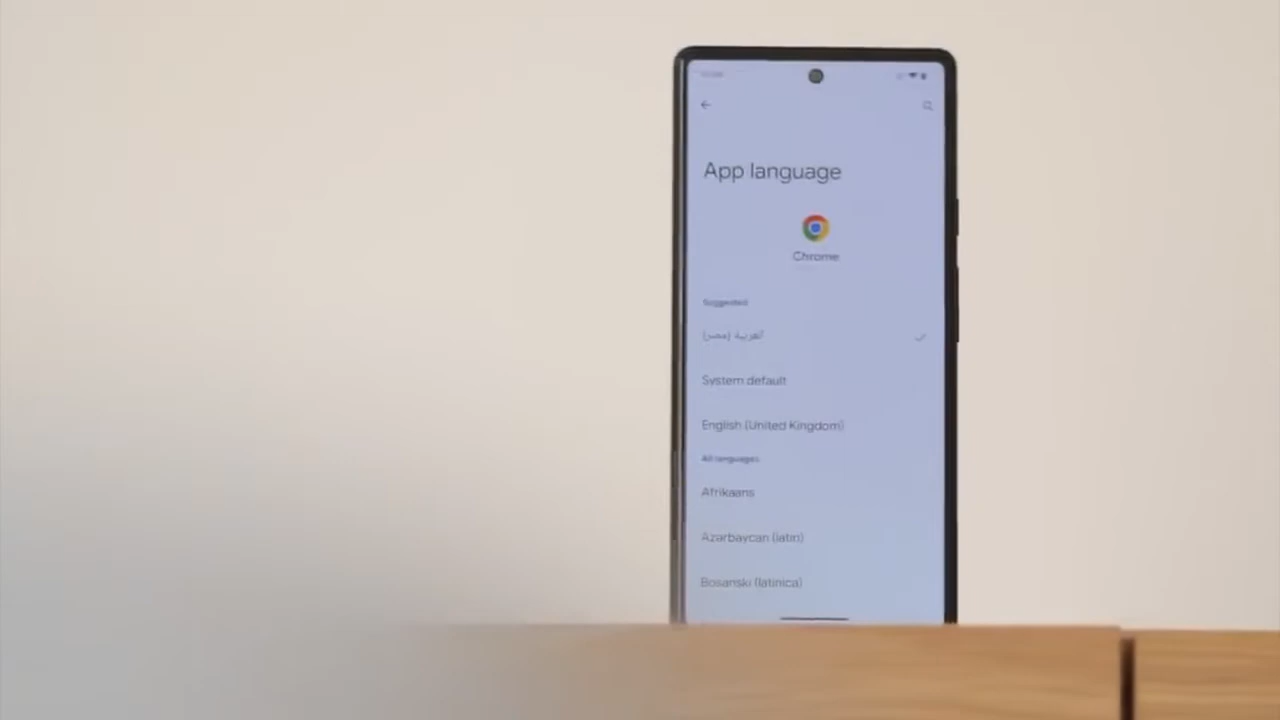 App language
Chrome
Suggested
العربية (مصر)
System default
English (United Kingdom)
All languages
Afrikaans
Azərbaycan (latın)
Bosanski (latinica)